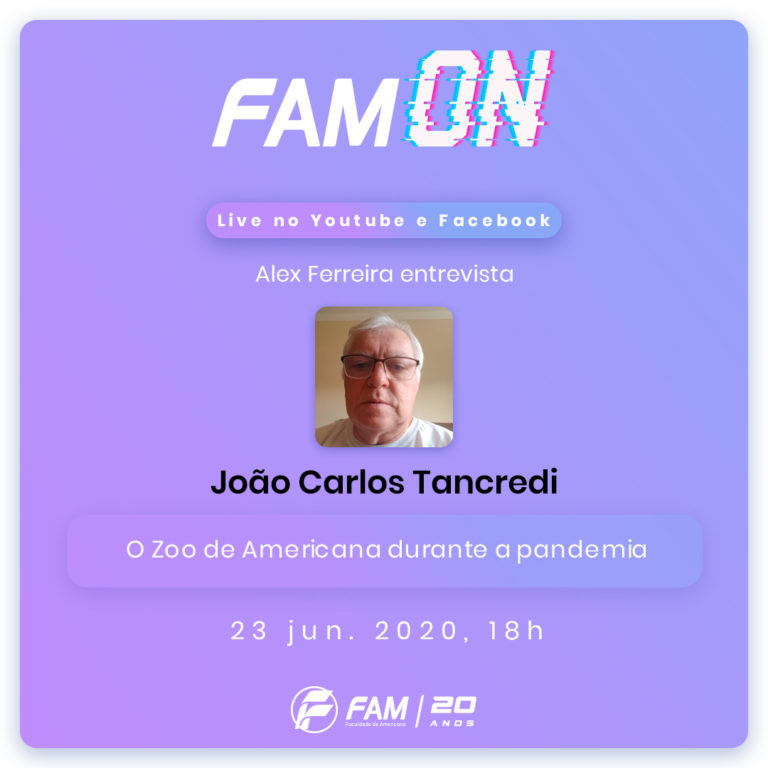 FAM ON
Live no Youtube e Facebook
Alex Ferreira entrevista
João Carlos Tancredi
O Zoo de Americana durante a pandemia
23 jun. 2020, 18h
FAM | 20
Faculdade de Americana ANOS